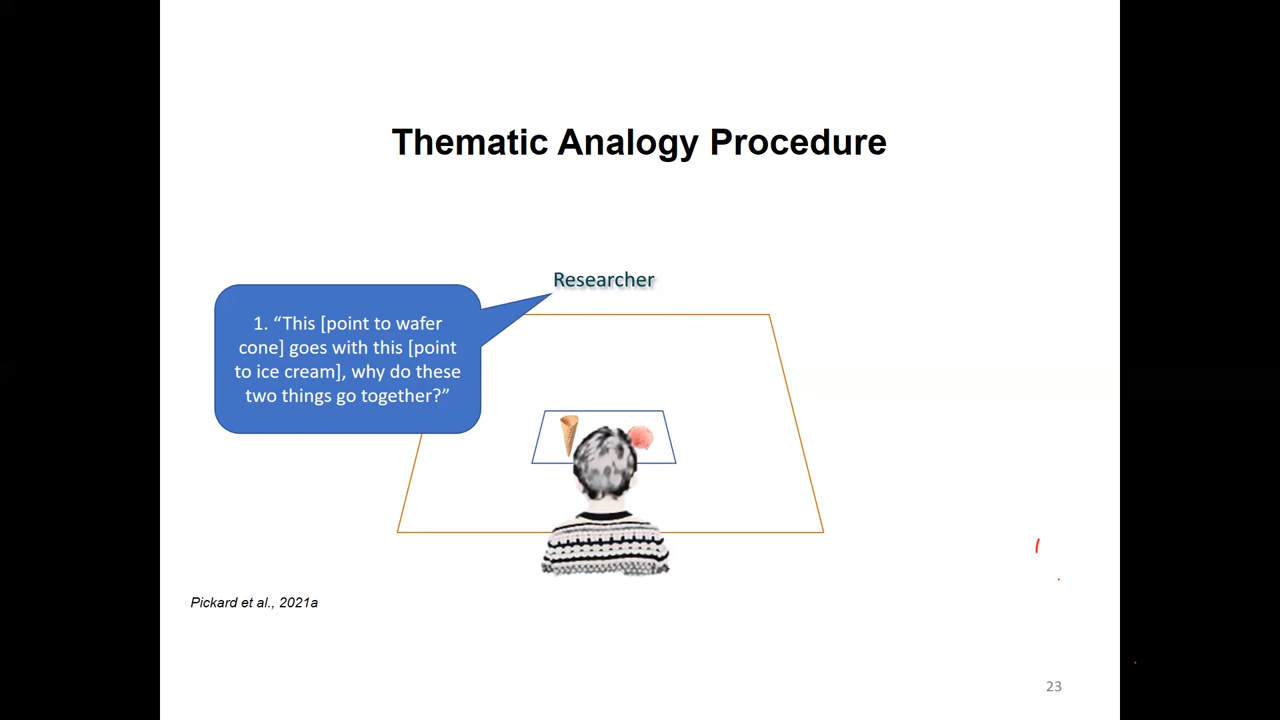 Thematic Analogy Procedure
Researcher
1. “This [point to wafer
cone] goes with this [point
to ice cream], why do these
two things go together?”
Pickard et al., 2021a
23